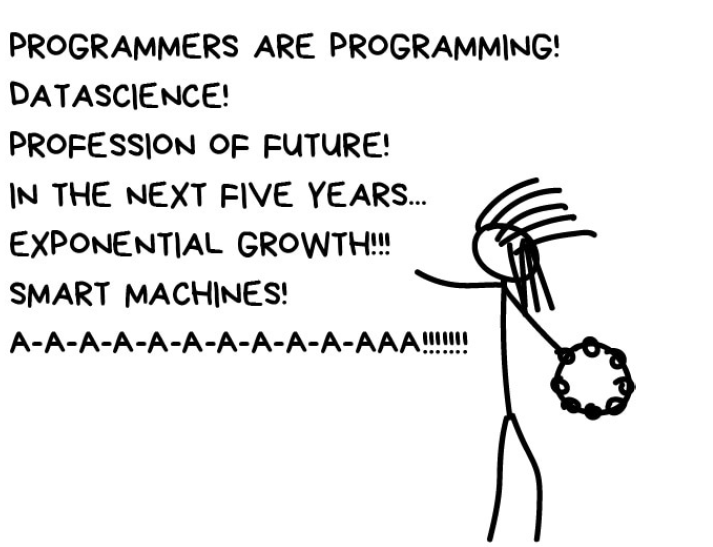 PROGRAMMERS ARE PROGRAMMING!
DATASCIENCE!
PROFESSION OF FUTURE!
IN THE NEXT FIVE YEARS...
EXPONENTIAL GROWTH!!!
SMART MACHINES!
A-A-A-A-A-A-A-A-A-A-AAA!!!!!!!